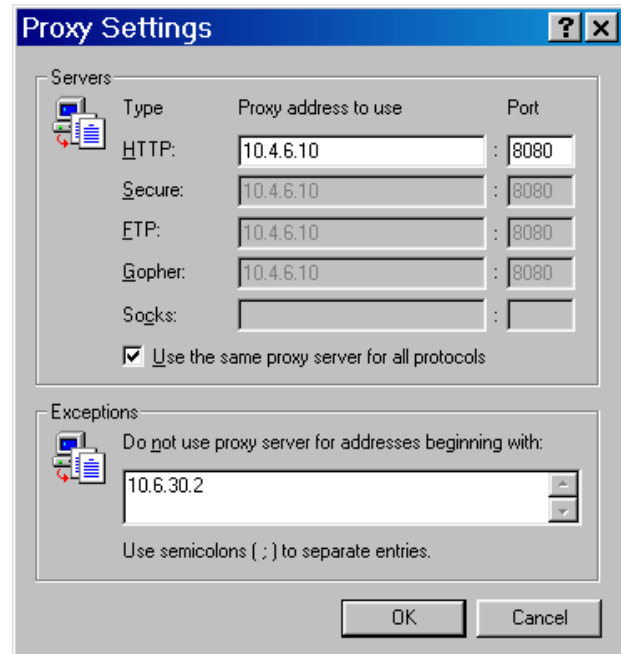 Proxy Settings
Servers
Type Proxy address to use Port
HTTP: 10.4.6.10 : 8080
Secure: 10.4.6.10 : 8080
FTP: 10.4.6.10 : 8080
Gopher: 10.4.6.10 : 8080
Socks: :
Use the same proxy server for all protocols
Exceptions
Do not use proxy server for addresses beginning with:
10.6.30.2
Use semicolons ( ; ) to separate entries.
OK Cancel